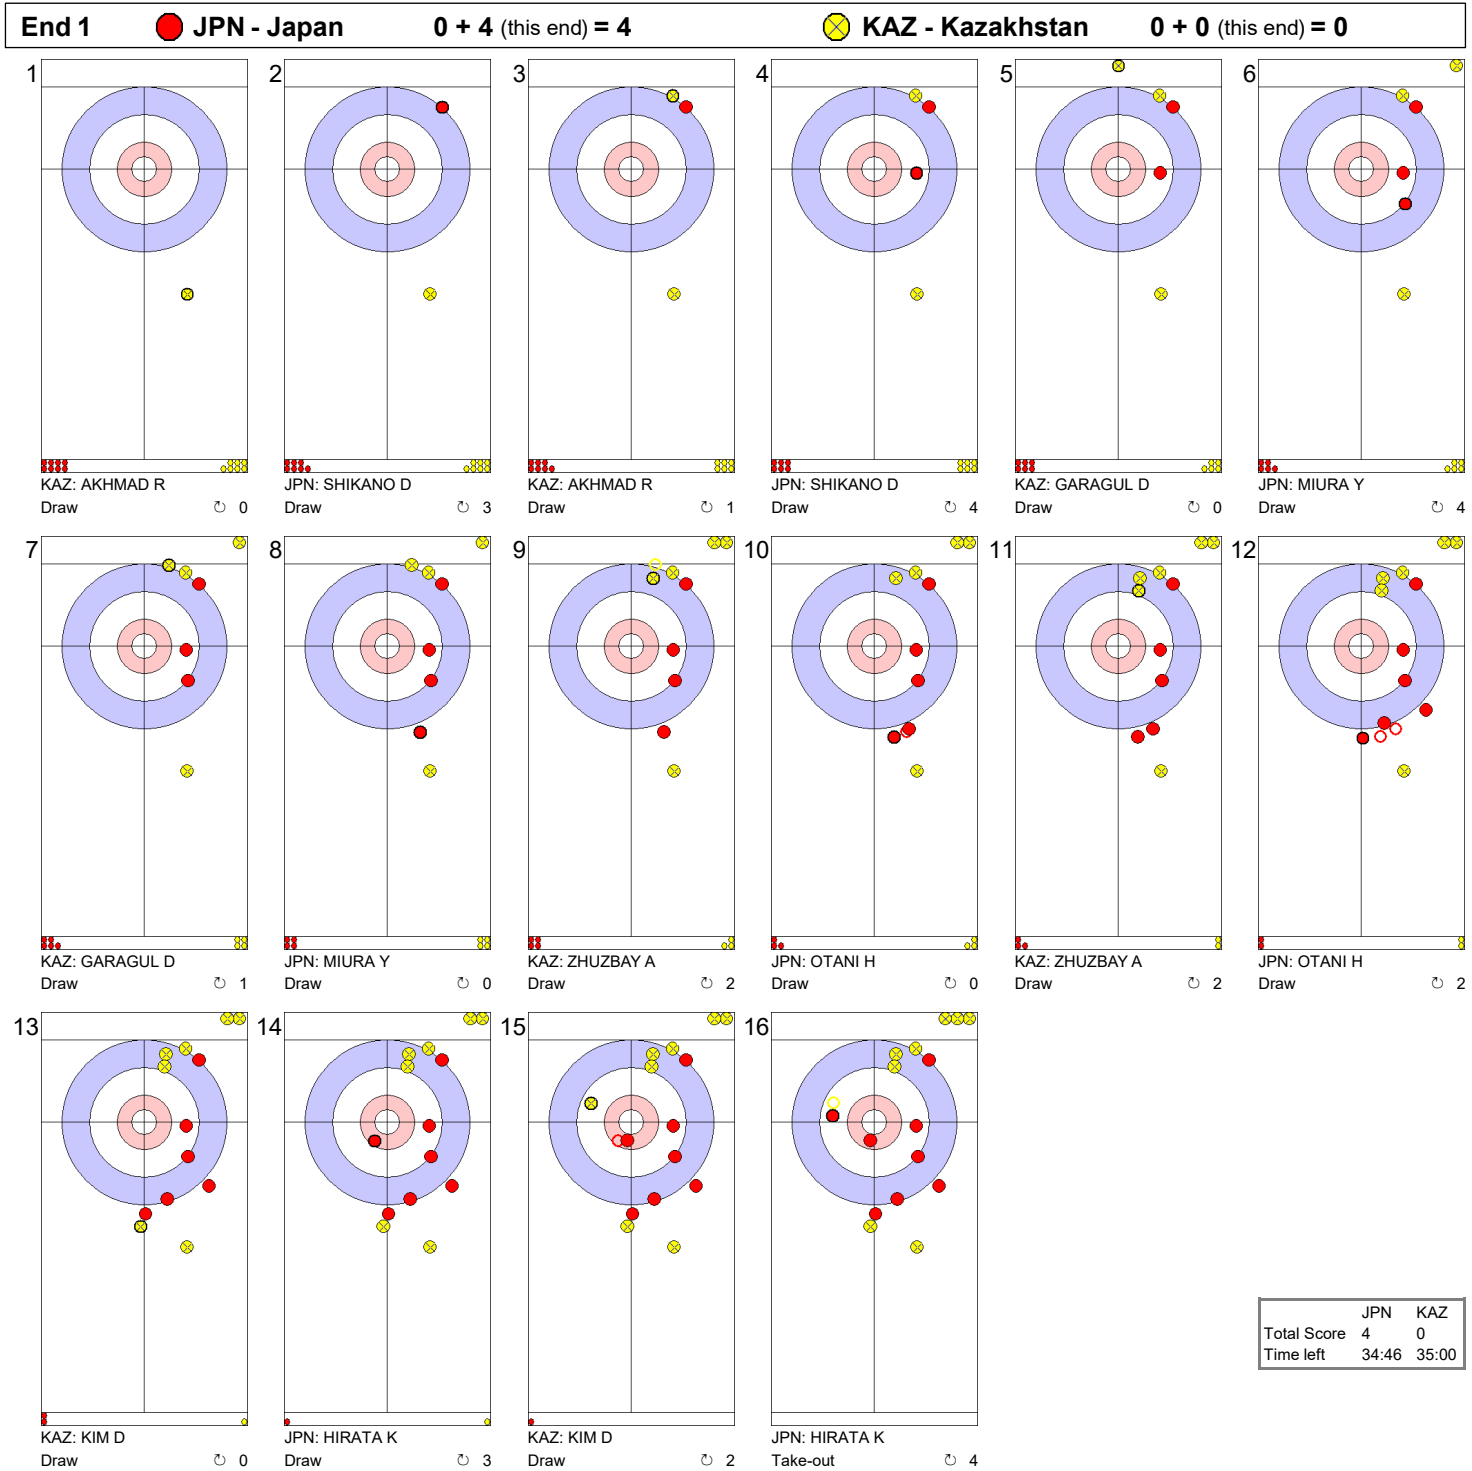 End 1 JPN - Japan 0 + 4 (this end) = 4 KAZ - Kazakhstan 0 + 0 (this end) = 0
1 2 3 4 5 6
KAZ: AKHMAD R JPN: SHIKANO D KAZ: AKHMAD R JPN: SHIKANO D KAZ: GARAGUL D JPN: MIURA Y
Draw ↻ 0 Draw ↻ 3 Draw ↻ 1 Draw ↻ 4 Draw ↻ 0 Draw ↻ 4
7 8 9 10 11 12
KAZ: GARAGUL D JPN: MIURA Y KAZ: ZHUZBAY A JPN: OTANI H KAZ: ZHUZBAY A JPN: OTANI H
Draw ↻ 1 Draw ↻ 0 Draw ↻ 2 Draw ↻ 0 Draw ↻ 2 Draw ↻ 2
13 14 15 16
KAZ: KIM D JPN: HIRATA K KAZ: KIM D JPN: HIRATA K
Draw ↻ 0 Draw ↻ 3 Draw ↻ 2 Take-out ↻ 4
JPN KAZ
Total Score 4 0
Time left 34:46 35:00